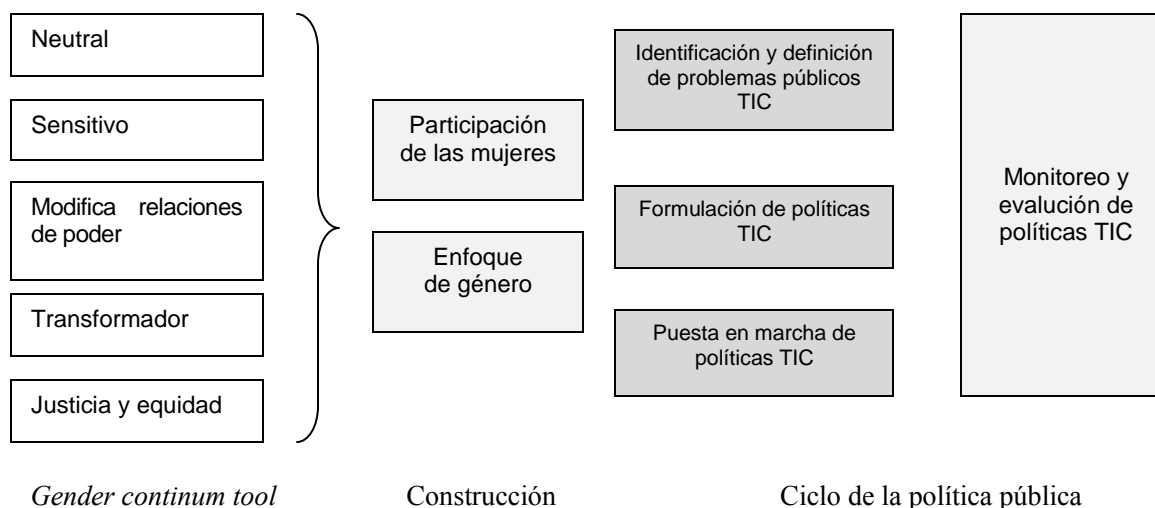 Neutral
Sensitivo
Modifica relaciones
de poder
Transformador
Justicia y equidad
Participación
de las mujeres
Enfoque
de género
Identificación y definición
de problemas públicos
TIC
Formulación de políticas
TIC
Puesta en marcha de
políticas TIC
Monitoreo y
evalución de
políticas TIC
Gender continum tool
Construcción
Ciclo de la política pública